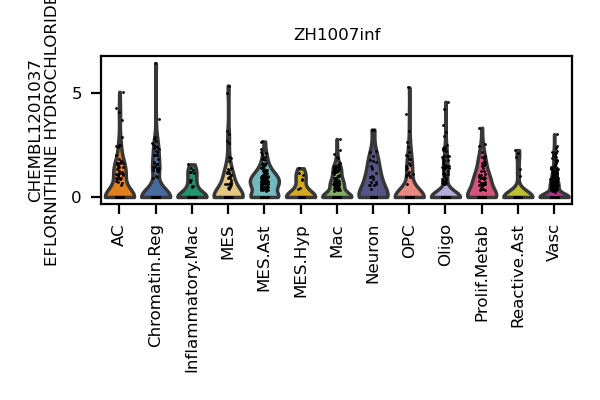 ZH1007inf
CHEMBL1201037
EFLORNITHINE HYDROCHLORIDE
5
0
AC
Chromatin.Reg
Inflammatory.Mac
MES
MES.Ast
MES.Hyp
Mac
Neuron
OPC
Oligo
Prolif.Metab
Reactive.Ast
Vasc